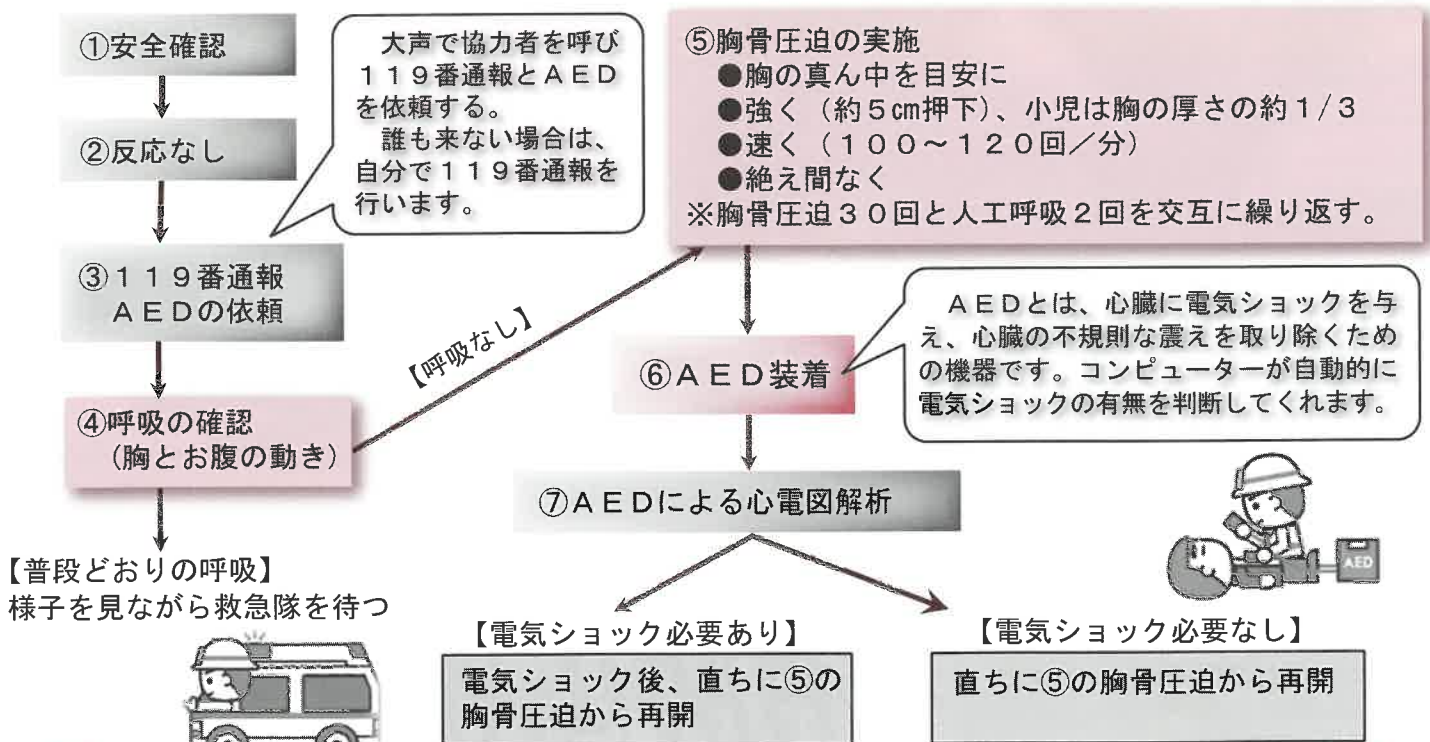 ①安全確認
②反応なし
③119番通報
AEDの依頼
④呼吸の確認
(胸とお腹の動き)
【普段どおりの呼吸】
様子を見ながら救急隊を待つ
大声で協力者を呼び
119番通報とAED
を依頼する。
誰も来ない場合は、
自分で119番通報を
行います。
【呼吸なし】
⑤胸骨圧迫の実施
●胸の真ん中を目安に
●強く(約5㎝押下)、小児は胸の厚さの約1/3
●速く(100~120回/分)
●絶え間なく
※胸骨圧迫30回と人工呼吸2回を交互に繰り返す。
⑥AED装着
AEDとは、心臓に電気ショックを与
え、心臓の不規則な震えを取り除くため
の機器です。コンピューターが自動的に
電気ショックの有無を判断してくれます。
⑦AEDによる心電図解析
AED
【電気ショック必要あり】
電気ショック後、直ちに⑤の
胸骨圧迫から再開
【電気ショック必要なし】
直ちに⑤の胸骨圧迫から再開